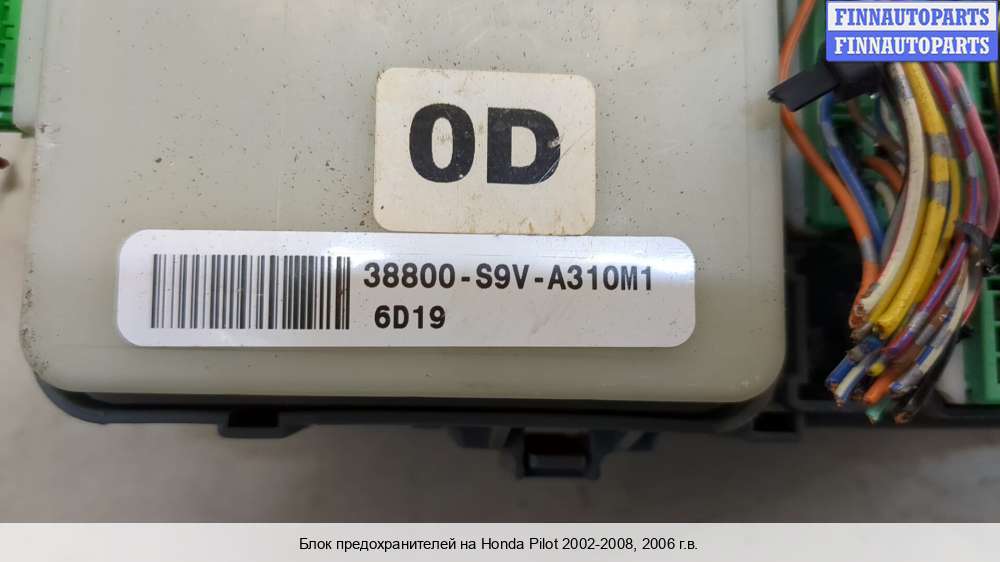 FINNAUTOPARTS
FINNAUTOPARTS
0D
38800-S9V-A310M1
6D19
Блок предохранителей на Honda Pilot 2002-2008, 2006 г.в.